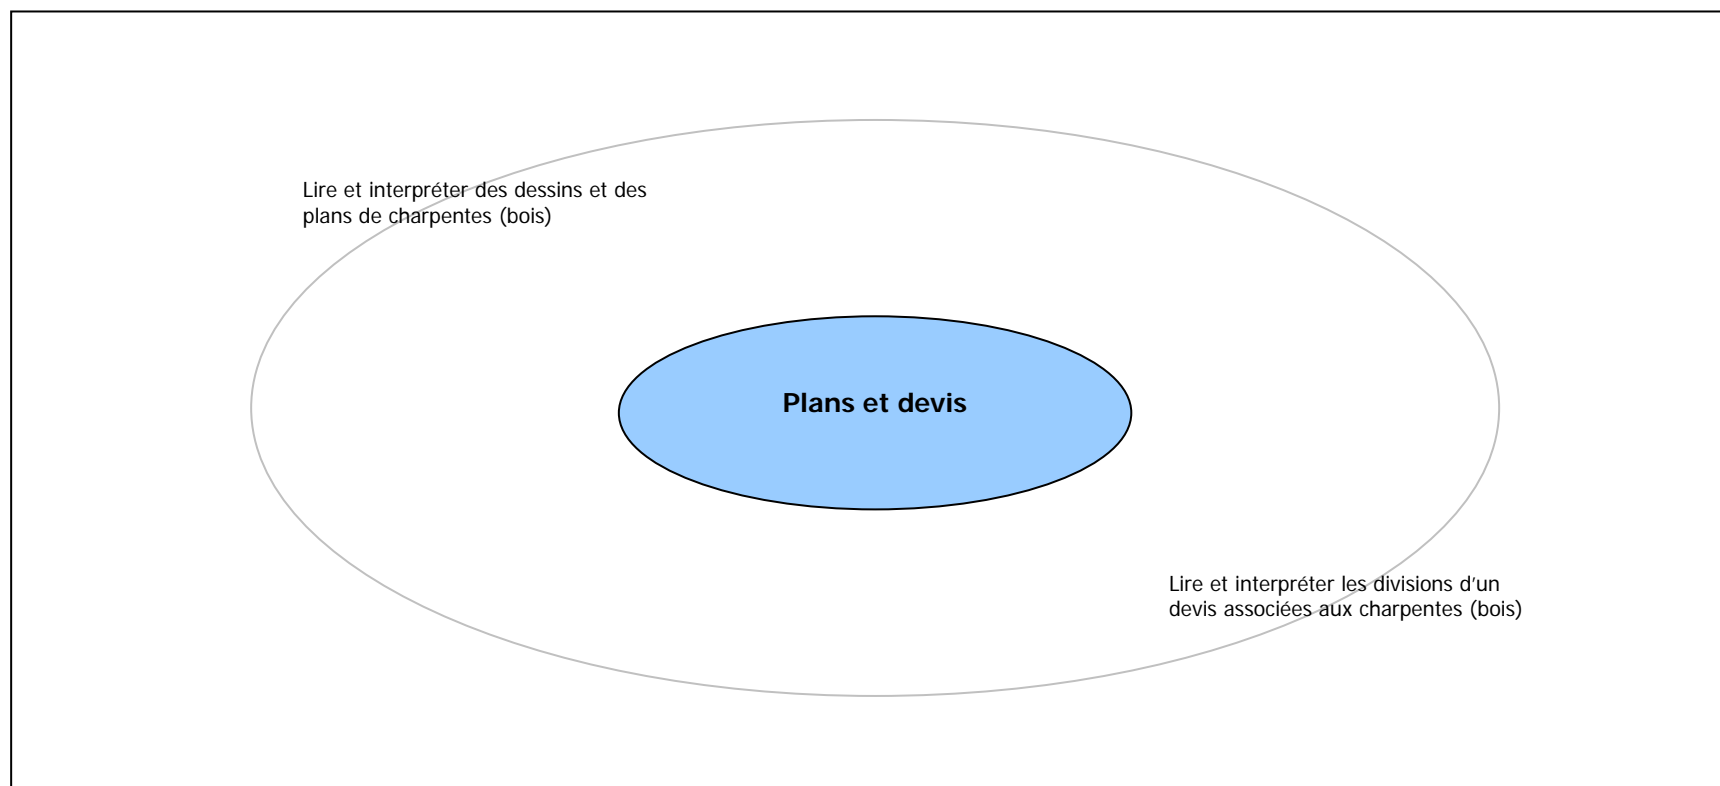 Lire et interpréter des dessins et des
plans de charpentes (bois)
Plans et devis
Lire et interpréter les divisions d’un
devis associées aux charpentes (bois)